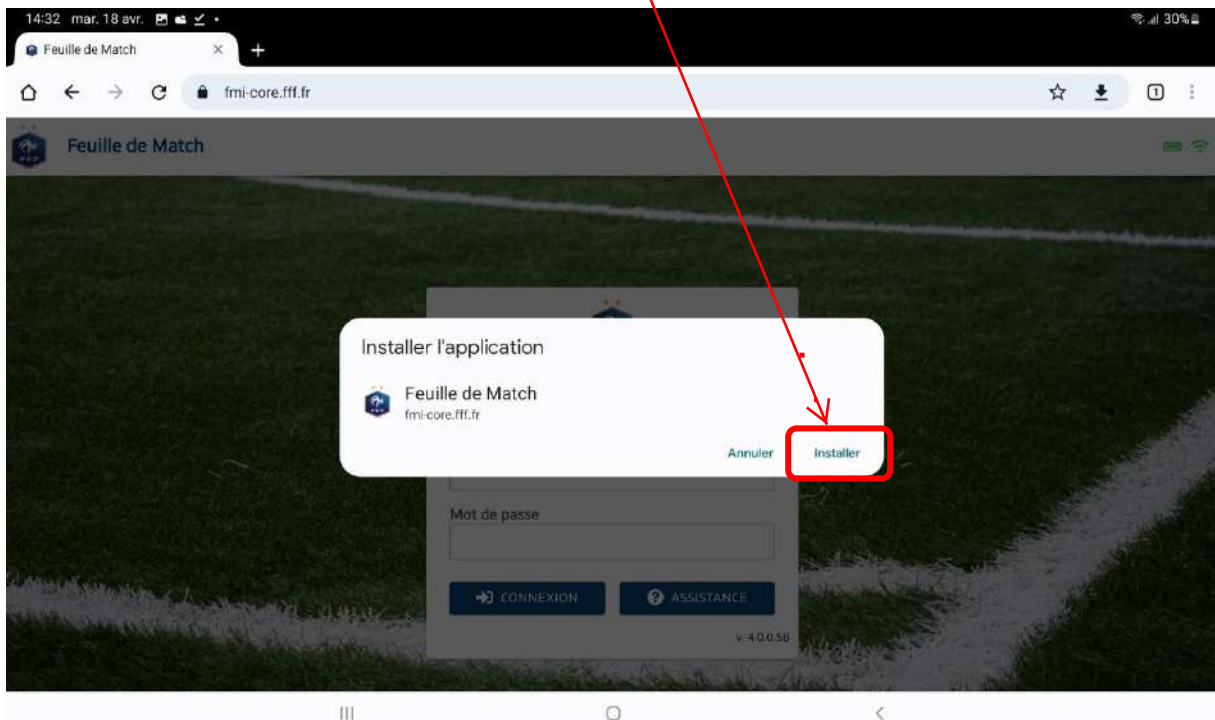 14:32 mar. 18 avr.
30%
Feuille de Match
fmi-core.fff.fr
1
Feuille de Match
Installer l'application
Feuille de Match
fmi-core.fff.fr
Annuler Installer
Mot de passe
CONNEXION ASSISTANCE
v. 4.0.0.58